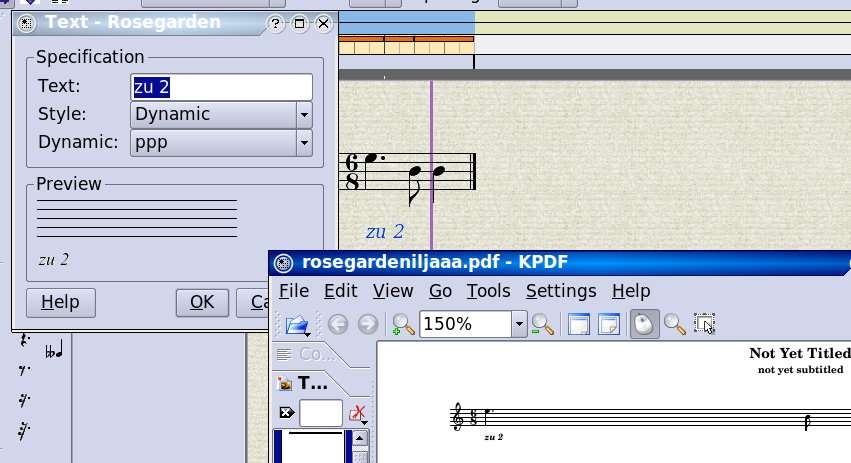 Text - Rosegarden
Specification
Text: zu 2
Style: Dynamic
Dynamic: ppp
Preview
zu 2
Help OK Ca
6
8
zu 2
rosegardeniljaaa.pdf - KPDF
File Edit View Go Tools Settings Help
150%
Co...
T...
Not Yet Titled
not yet subtitled
6
8
zu 2